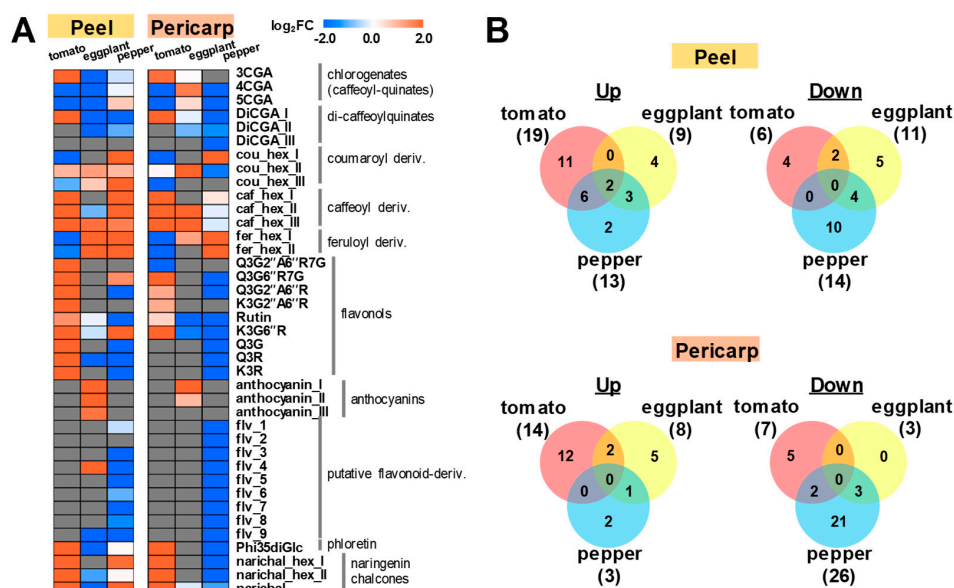 A
Peel
Pericarp
log2FC
-2.0 0.0 2.0
tomato eggplant pepper
tomato eggplant pepper
3CGA
4CGA
5CGA
chlorogenates
(caffeoyl-quinates)
DiCGA_I
DiCGA_II
DiCGA_III
di-caffeoylquinates
cou_hex_I
cou_hex_II
cou_hex_III
coumaroyl deriv.
caf_hex_I
caf_hex_II
caf_hex_III
caffeoyl deriv.
fer_hex_I
fer_hex_II
feruloyl deriv.
Q3G2''A6''R7G
Q3G6''R7G
Q3G2''A6''R
K3G2''A6''R
Rutin
K3G6''R
Q3G
Q3R
K3R
flavonols
anthocyanin_I
anthocyanin_II
anthocyanin_III
anthocyanins
flv_1
flv_2
flv_3
flv_4
flv_5
flv_6
flv_7
flv_8
flv_9
putative flavonoid-deriv.
Phl35diGlc
phloretin
narichal_hex_I
narichal_hex_II
naringenin
chalcones
B
Peel
Up
tomato
(19)
eggplant
(9)
11 0 4
2
6 3
2
pepper
(13)
Down
tomato
(6)
eggplant
(11)
4 2 5
0
0 4
10
pepper
(14)
Pericarp
Up
tomato
(14)
eggplant
(8)
12 2 5
0
0 1
2
pepper
(3)
Down
tomato
(7)
eggplant
(3)
5 0 0
0
2 3
21
pepper
(26)